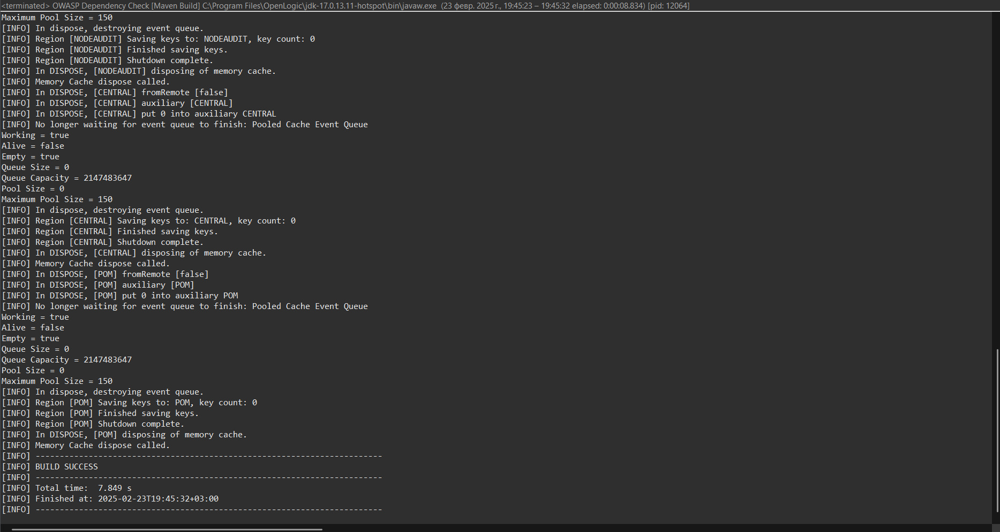 <terminated> OWASP Dependency Check [Maven Build] C:\Program Files\OpenLogic\jdk-17.0.13.11-hotspot\bin\javaw.exe (23 февр. 2025 г., 19:45:23 – 19:45:32 elapsed: 0:00:08.834) [pid: 12064]
Maximum Pool Size = 150
[INFO] In dispose, destroying event queue.
[INFO] Region [NODEAUDIT] Saving keys to: NODEAUDIT, key count: 0
[INFO] Region [NODEAUDIT] Finished saving keys.
[INFO] Region [NODEAUDIT] Shutdown complete.
[INFO] In DISPOSE, [NODEAUDIT] disposing of memory cache.
[INFO] Memory Cache dispose called.
[INFO] In DISPOSE, [CENTRAL] fromRemote [false]
[INFO] In DISPOSE, [CENTRAL] auxiliary [CENTRAL]
[INFO] In DISPOSE, [CENTRAL] put 0 into auxiliary CENTRAL
[INFO] No longer waiting for event queue to finish: Pooled Cache Event Queue
Working = true
Alive = false
Empty = true
Queue Size = 0
Queue Capacity = 2147483647
Pool Size = 0
Maximum Pool Size = 150
[INFO] In dispose, destroying event queue.
[INFO] Region [CENTRAL] Saving keys to: CENTRAL, key count: 0
[INFO] Region [CENTRAL] Finished saving keys.
[INFO] Region [CENTRAL] Shutdown complete.
[INFO] In DISPOSE, [CENTRAL] disposing of memory cache.
[INFO] Memory Cache dispose called.
[INFO] In DISPOSE, [POM] fromRemote [false]
[INFO] In DISPOSE, [POM] auxiliary [POM]
[INFO] In DISPOSE, [POM] put 0 into auxiliary POM
[INFO] No longer waiting for event queue to finish: Pooled Cache Event Queue
Working = true
Alive = false
Empty = true
Queue Size = 0
Queue Capacity = 2147483647
Pool Size = 0
Maximum Pool Size = 150
[INFO] In dispose, destroying event queue.
[INFO] Region [POM] Saving keys to: POM, key count: 0
[INFO] Region [POM] Finished saving keys.
[INFO] Region [POM] Shutdown complete.
[INFO] In DISPOSE, [POM] disposing of memory cache.
[INFO] Memory Cache dispose called.
[INFO] ------------------------------------------------------------------------
[INFO] BUILD SUCCESS
[INFO] ------------------------------------------------------------------------
[INFO] Total time:  7.849 s
[INFO] Finished at: 2025-02-23T19:45:32+03:00
[INFO] ------------------------------------------------------------------------